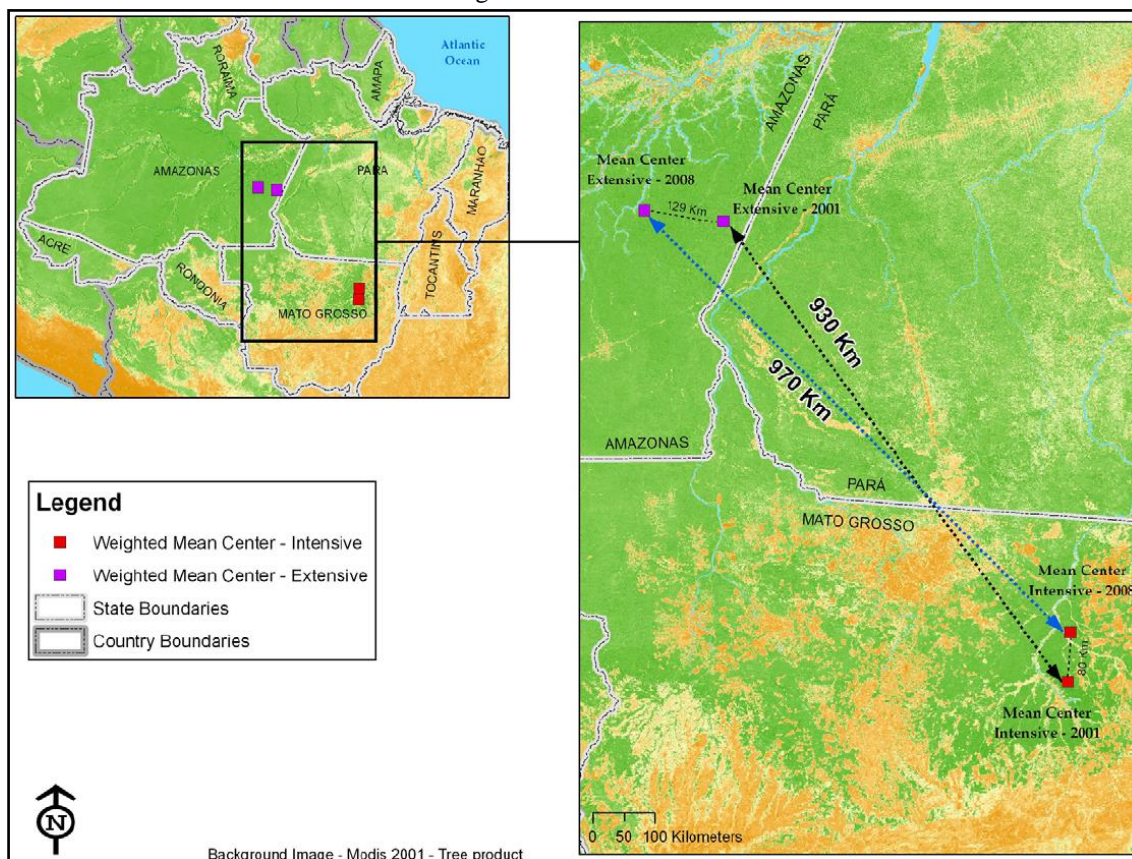 Atlantic
Ocean
RORAIMA
AMAPA
AMAZONAS
PARÁ
MARANHAO
ACRE
RONDONIA
TOCANTINS
MATO GROSSO
Legend
Weighted Mean Center - Intensive
Weighted Mean Center - Extensive
State Boundaries
Country Boundaries
N
Background Image - Modis 2001 - Tree product
AMAZONAS
PARÁ
Mean Center
Extensive - 2008
Mean Center
Extensive - 2001
129 Km
930 Km
970 Km
AMAZONAS
PARÁ
MATO GROSSO
Mean Center
Intensive - 2008
80 Km
Mean Center
Intensive - 2001
0 50 100 Kilometers